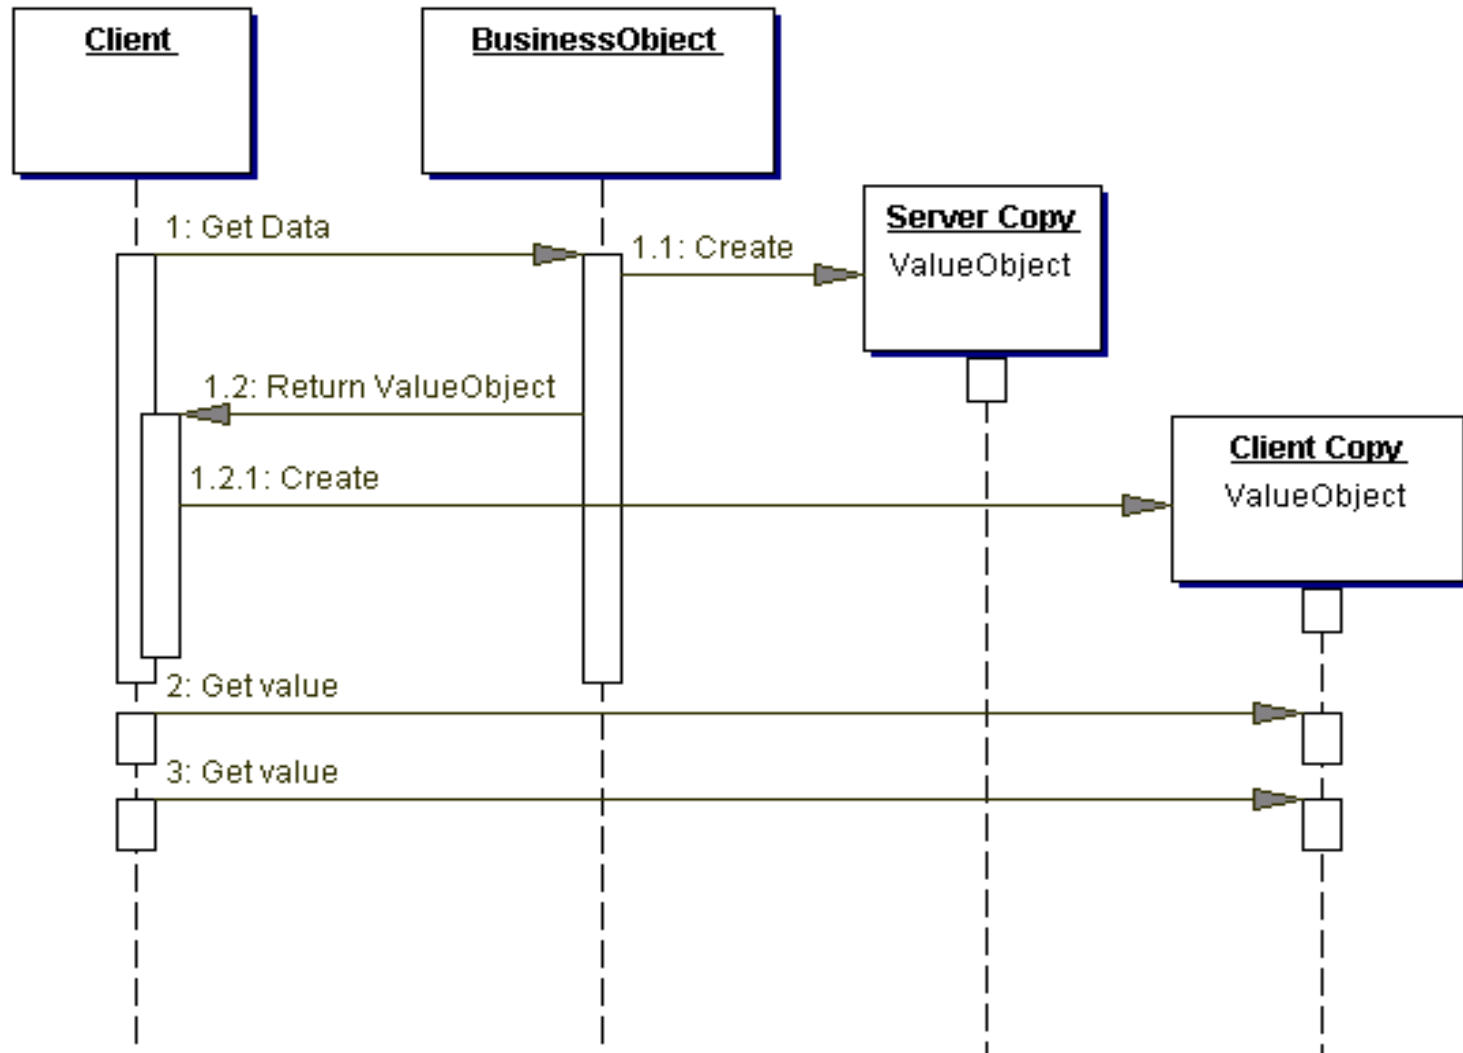 Client
BusinessObject
Server Copy
ValueObject
1: Get Data
1.1: Create
1.2: Return ValueObject
Client Copy
ValueObject
1.2.1: Create
2: Get value
3: Get value